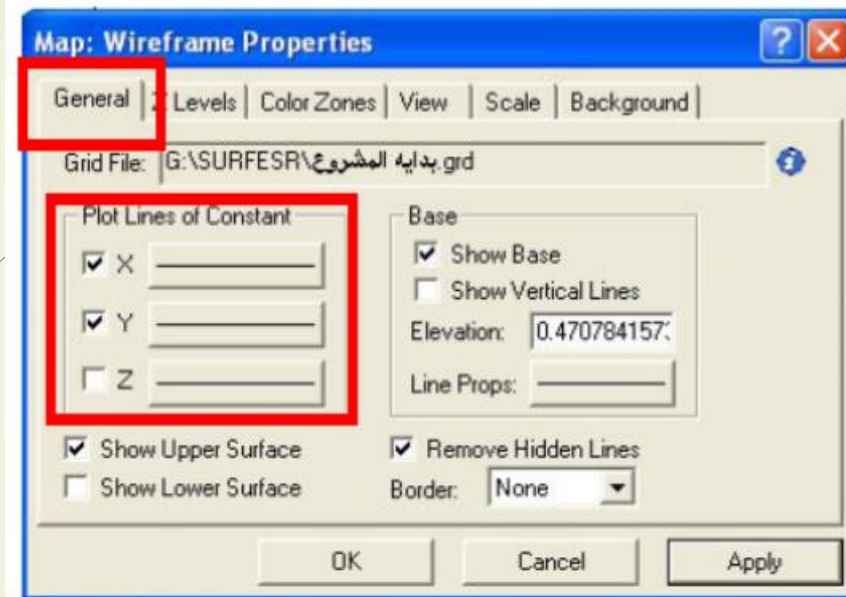 Map: Wireframe Properties
General Z Levels Color Zones View Scale Background
Grid File: G:\SURFESR\بدايه المشروع.grd
Plot Lines of Constant
X
Y
Z
Base
Show Base
Show Vertical Lines
Elevation: 0.470784157
Line Props:
Show Upper Surface
Show Lower Surface
Remove Hidden Lines
Border: None
OK Cancel Apply